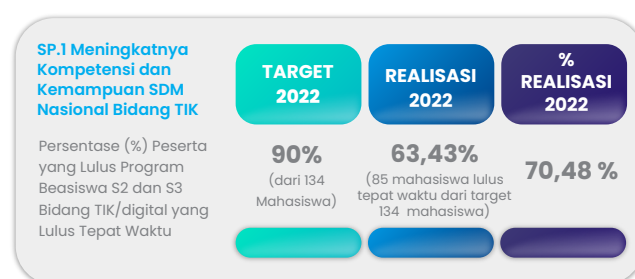 SP.1 Meningkatnya
Kompetensi dan
Kemampuan SDM
Nasional Bidang TIK
Persentase (%) Peserta
yang Lulus Program
Beasiswa S2 dan S3
Bidang TIK/digital yang
Lulus Tepat Waktu
TARGET
2022
90%
(dari 134
Mahasiswa)
REALISASI
2022
63,43%
(85 mahasiswa lulus
tepat waktu dari target
134 mahasiswa)
%
REALISASI
2022
70,48 %